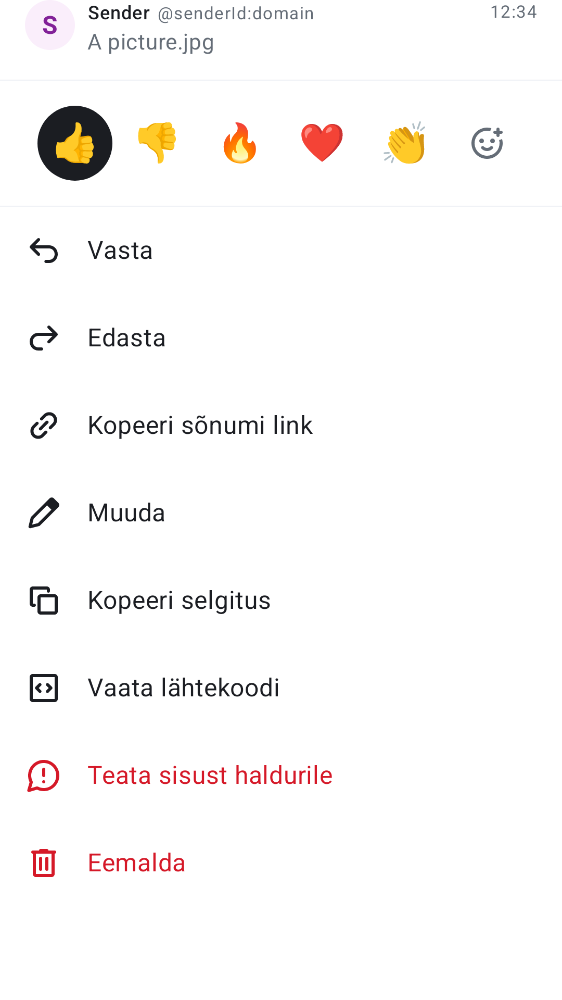 S
Sender @senderId:domain 12:34
A picture.jpg
Vasta
Edasta
Kopeeri sõnumi link
Muuda
Kopeeri selgitus
Vaata lähtekoodi
Teata sisust haldurile
Eemalda